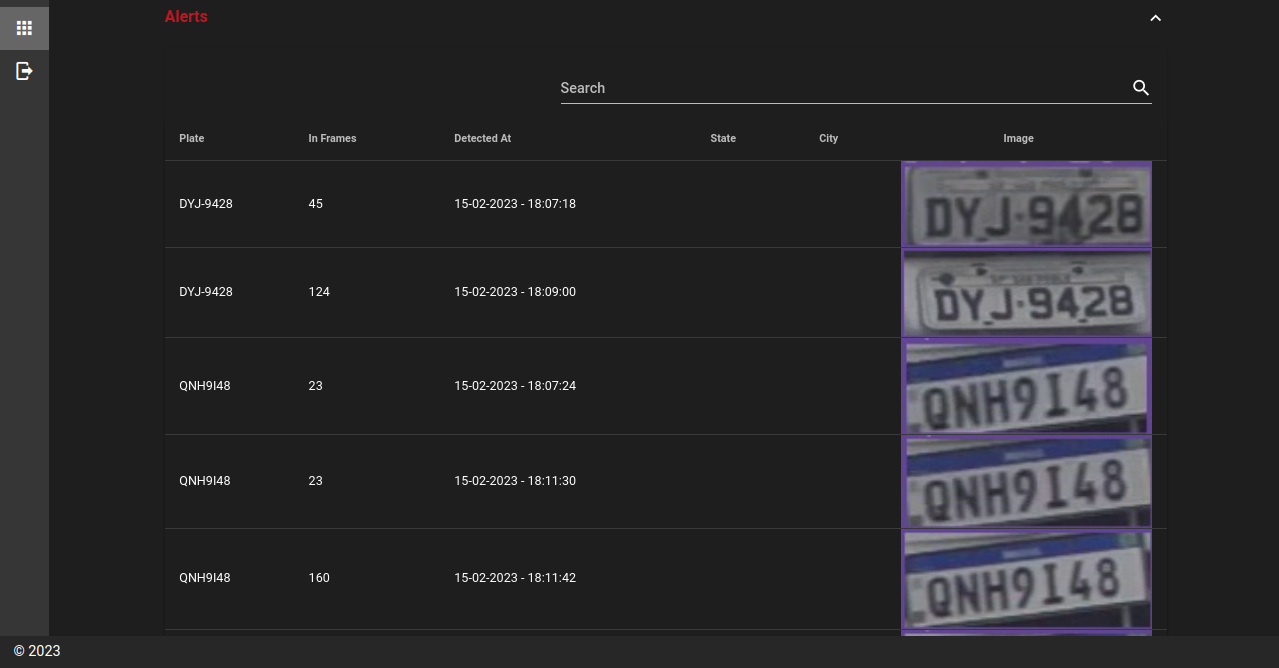 Alerts
Search
Plate In Frames Detected At State City Image
DYJ-9428 45 15-02-2023 - 18:07:18 DYJ·9428
DYJ-9428 124 15-02-2023 - 18:09:00 DYJ·9428
QNH9I48 23 15-02-2023 - 18:07:24 QNH9I48
QNH9I48 23 15-02-2023 - 18:11:30 QNH9I48
QNH9I48 160 15-02-2023 - 18:11:42 QNH9I48
© 2023